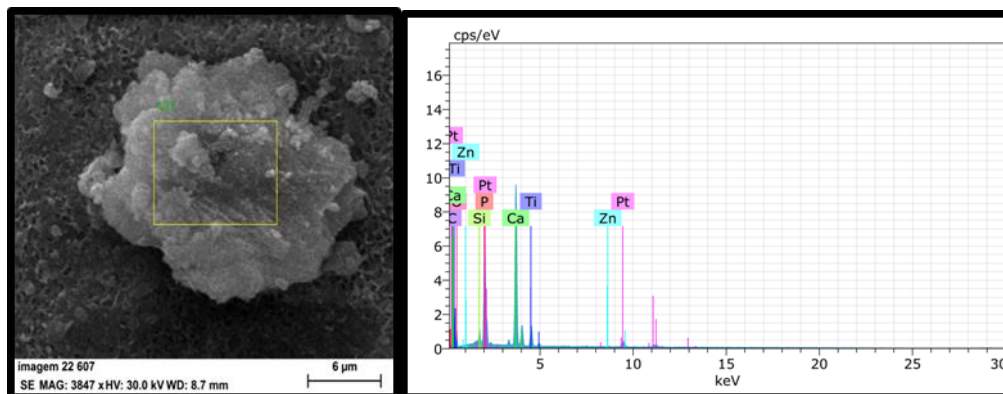 imagem 22 607
SE MAG: 3847 x HV: 30.0 kV WD: 8.7 mm
6 µm
cps/eV
16
14
12
10
8
6
4
2
0
Pt
Zn
Ti
Ca
C
Si
Pt
P
Ca
Ti
Zn
Pt
5
10
15
20
25
30
keV